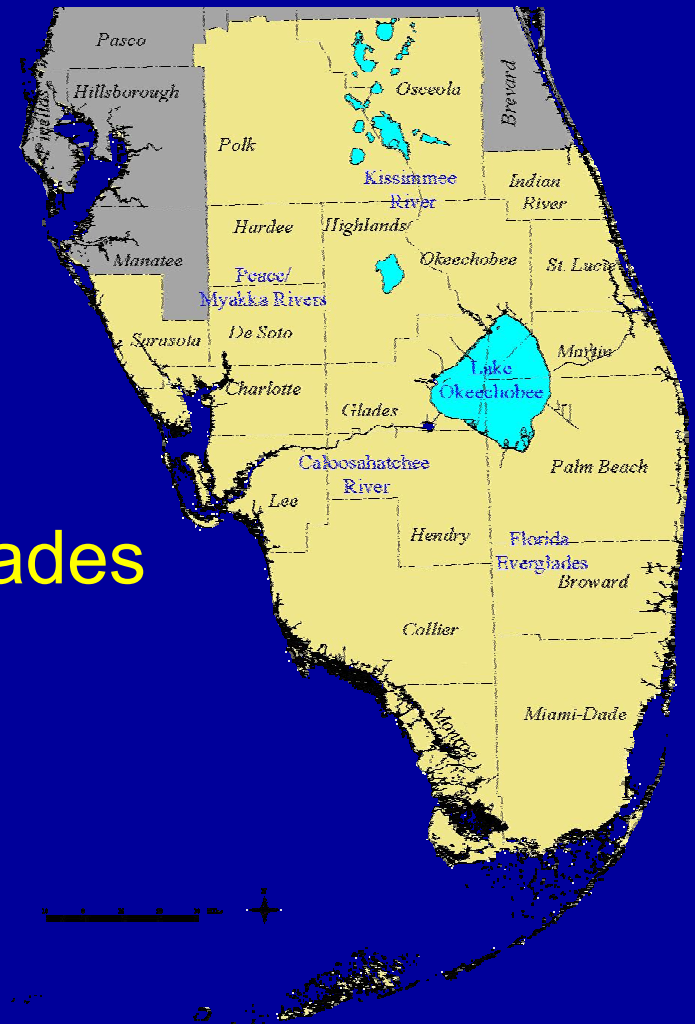 Pasco
Hillsborough
Osceola
Brevard
Polk
Kissimmee
River
Indian
River
Hardee
Highlands
Okeechobee
St. Lucie
Manatee
Peace/
Myakka Rivers
Sarasota
De Soto
Martin
Lake
Okeechobee
Charlotte
Glades
Caloosahatchee
River
Palm Beach
Lee
Hendry
Florida
Everglades
ades
Broward
Collier
Miami-Dade
Monroe